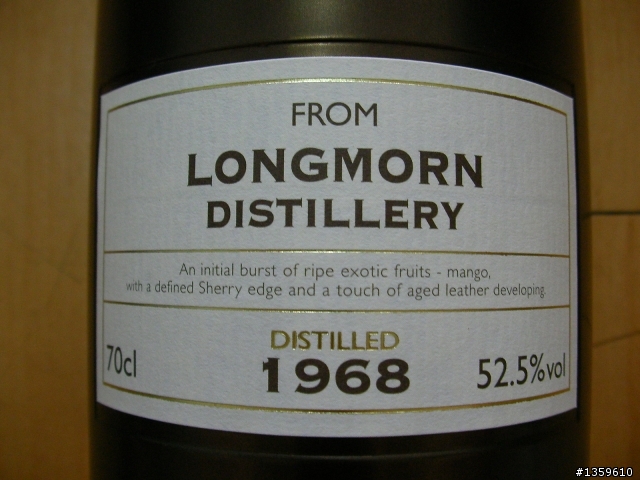 FROM
LONGMORN
DISTILLERY
An initial burst of ripe exotic fruits - mango,
with a defined Sherry edge and a touch of aged leather developing.
DISTILLED
70cl 1968 52.5%vol
#1359610